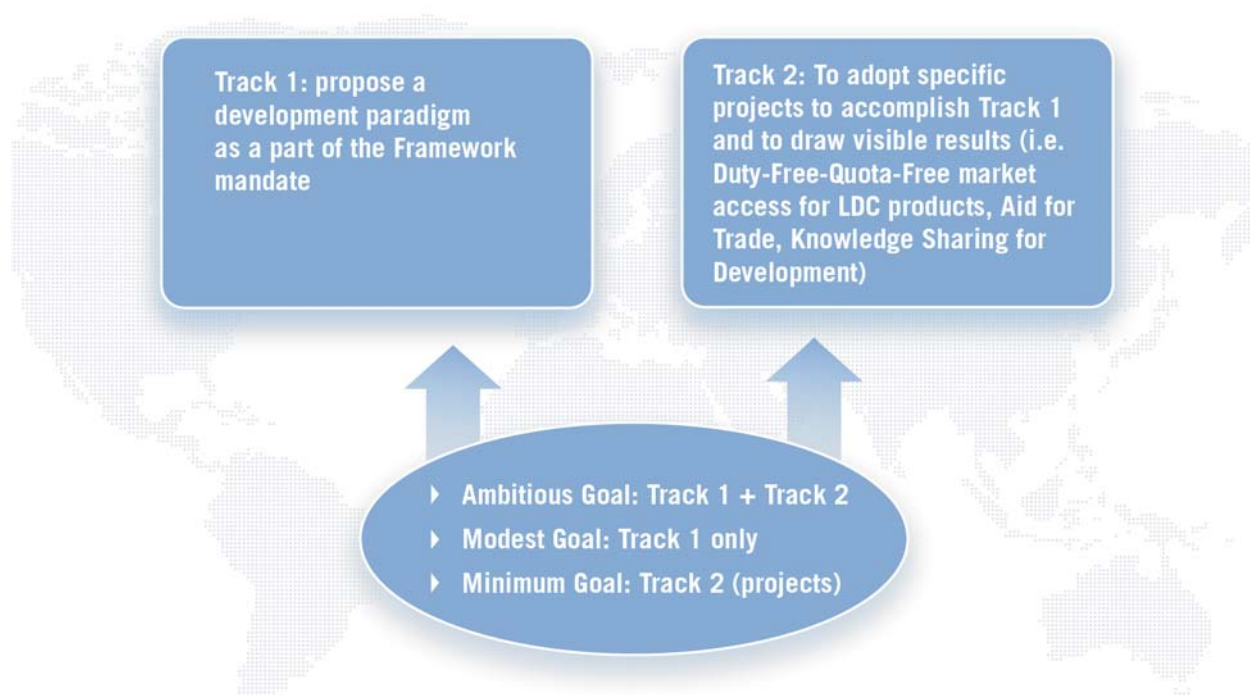 Track 1: propose a
development paradigm
as a part of the Framework
mandate
Track 2: To adopt specific
projects to accomplish Track 1
and to draw visible results (i.e.
Duty-Free-Quota-Free market
access for LDC products, Aid for
Trade, Knowledge Sharing for
Development)
Ambitious Goal: Track 1 + Track 2
Modest Goal: Track 1 only
Minimum Goal: Track 2 (projects)